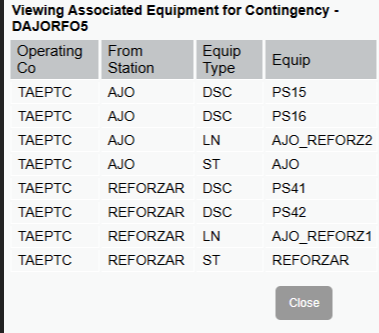 Viewing Associated Equipment for Contingency -
DAJORFO5
Operating Co From Station Equip Type Equip
TAEPTC AJO DSC PS15
TAEPTC AJO DSC PS16
TAEPTC AJO LN AJO_REFORZ2
TAEPTC AJO ST AJO
TAEPTC REFORZAR DSC PS41
TAEPTC REFORZAR DSC PS42
TAEPTC REFORZAR LN AJO_REFORZ1
TAEPTC REFORZAR ST REFORZAR
Close